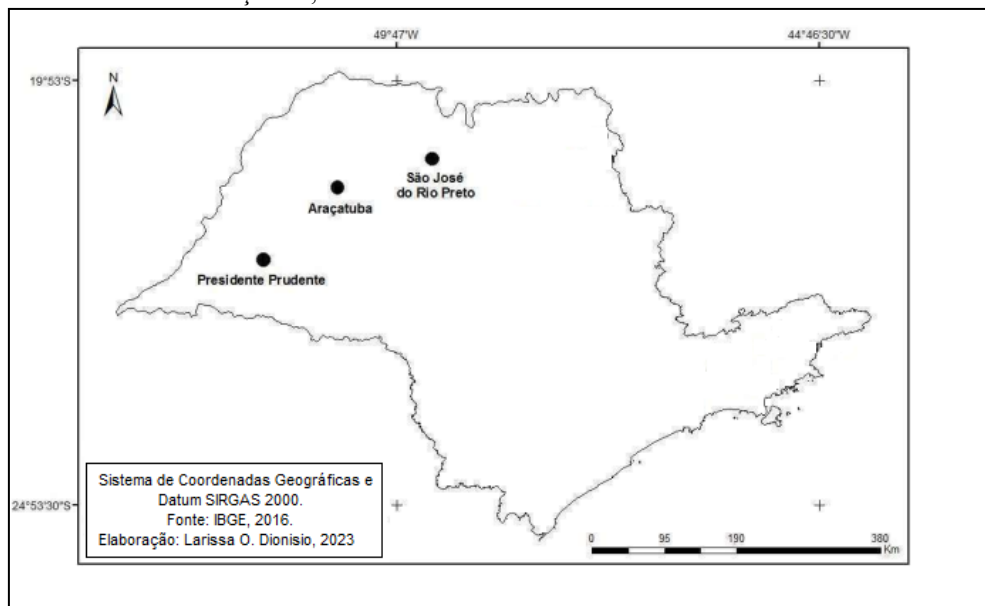 49°47'W
44°46'30"W
19°53'S
N
São José
do Rio Preto
Araçatuba
Presidente Prudente
Sistema de Coordenadas Geográficas e
Datum SIRGAS 2000.
Fonte: IBGE, 2016.
Elaboração: Larissa O. Dionisio, 2023
24°53'30"S
0 95 190 380
Km